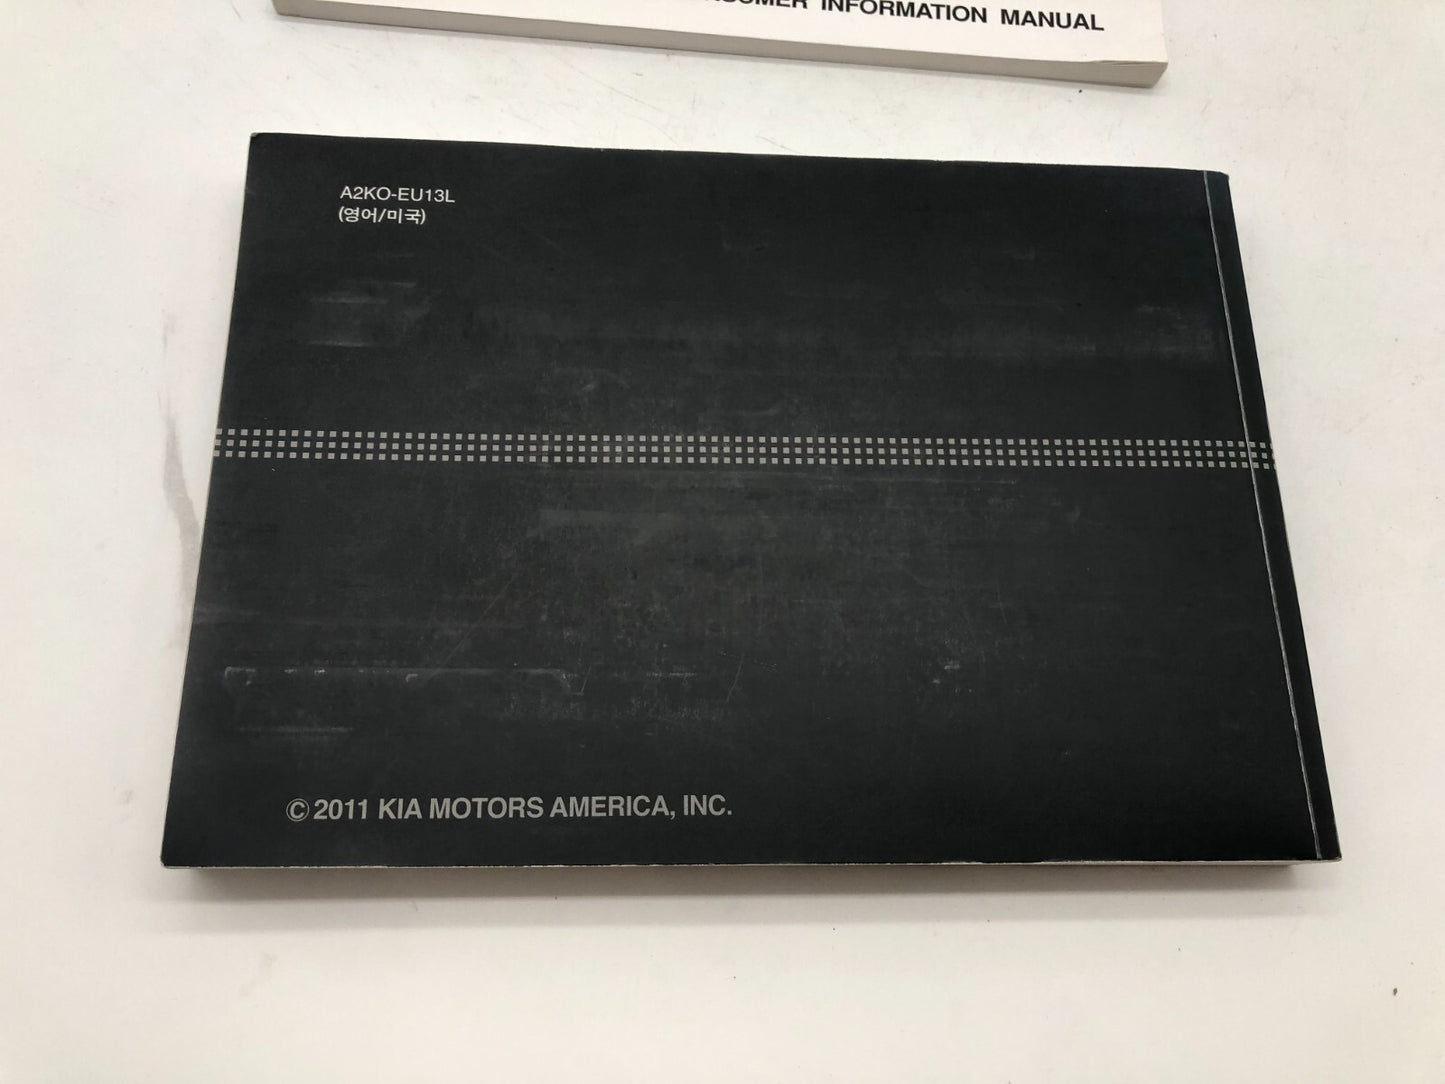 INFORMATION MANUAL
A2KO-EU13L
(영어/미국)
© 2011 KIA MOTORS AMERICA, INC.